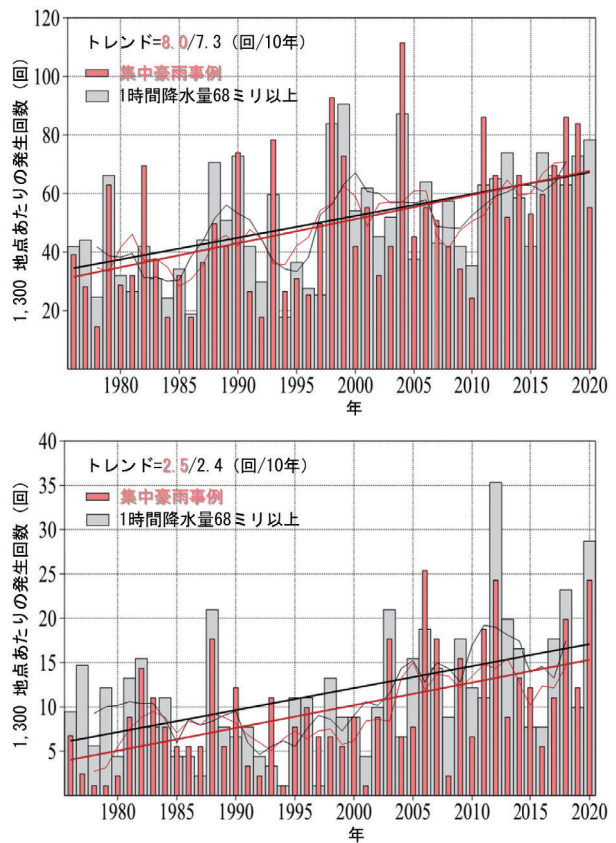 120
100
80
60
40
20
1,300 地点あたりの発生回数 (回)
トレンド=8.0/7.3 (回/10年)
集中豪雨事例
1時間降水量68ミリ以上
1980 1985 1990 1995 2000 2005 2010 2015 2020
年
40
35
30
25
20
15
10
5
1,300 地点あたりの発生回数 (回)
トレンド=2.5/2.4 (回/10年)
集中豪雨事例
1時間降水量68ミリ以上
1980 1985 1990 1995 2000 2005 2010 2015 2020
年